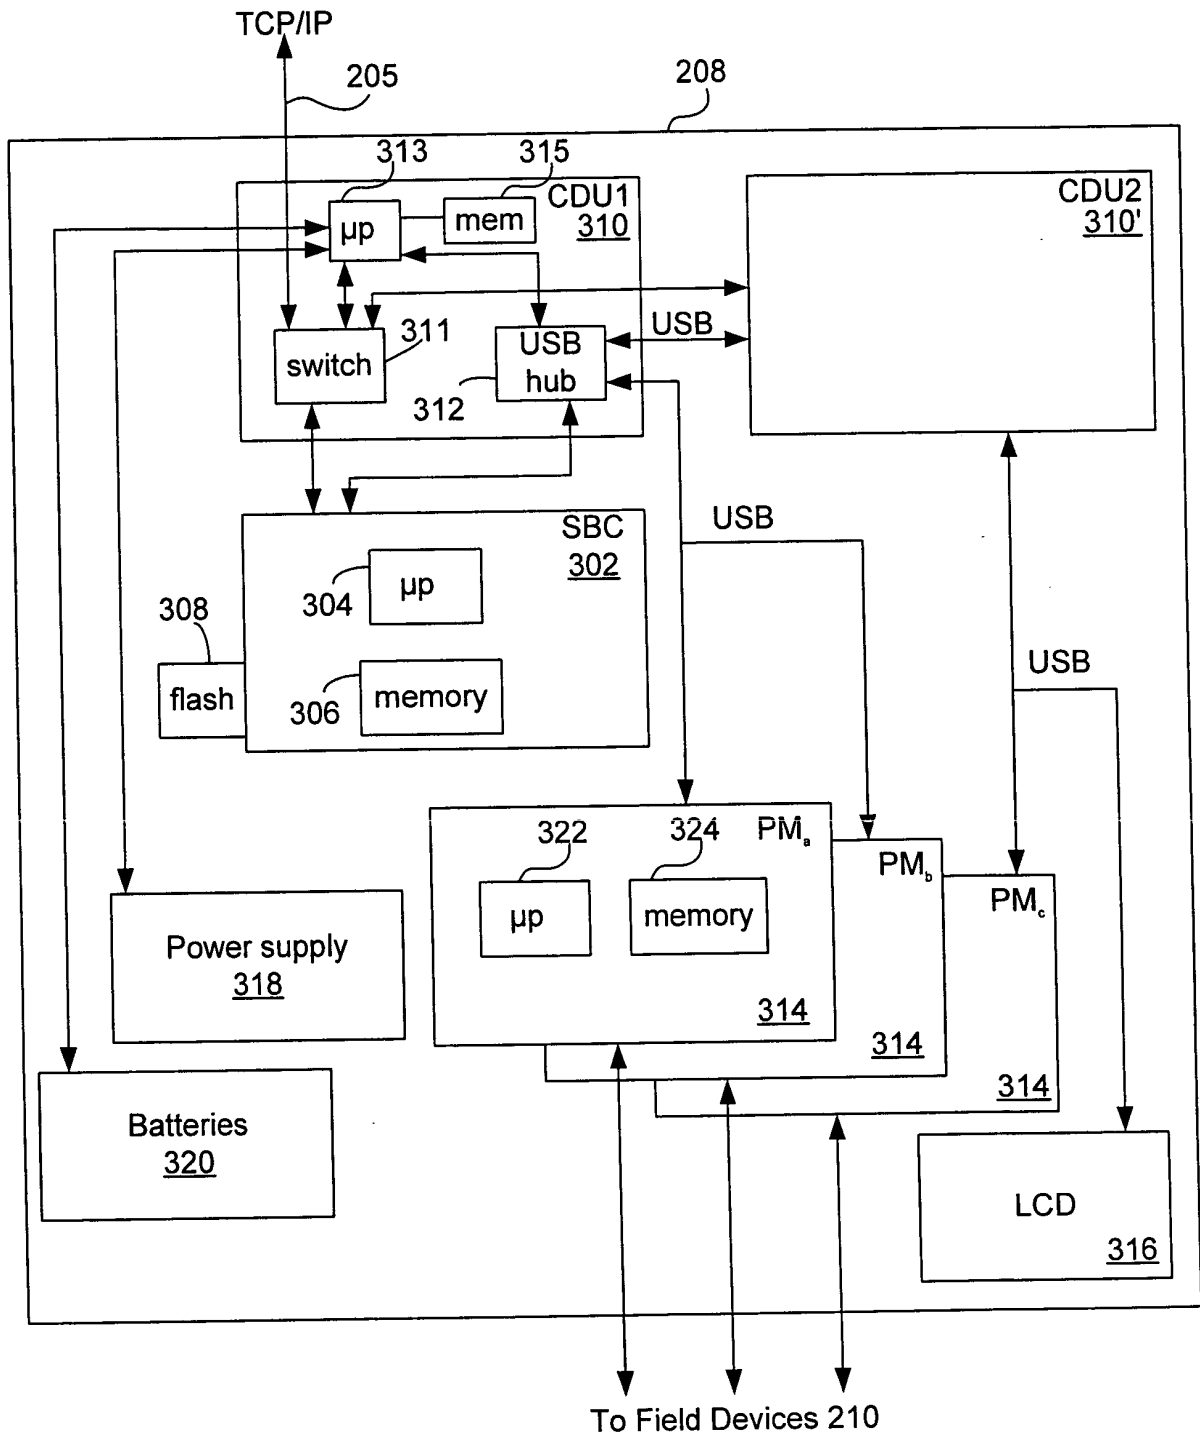 TCP/IP
205
208
313
315
CDU1
310
µp
mem
CDU2
310'
311
switch
USB
hub
312
USB
SBC
302
USB
304
µp
308
flash
306
memory
USB
322
324
PMa
µp
memory
314
PMb
314
PMc
314
Power supply
318
Batteries
320
LCD
316
To Field Devices 210